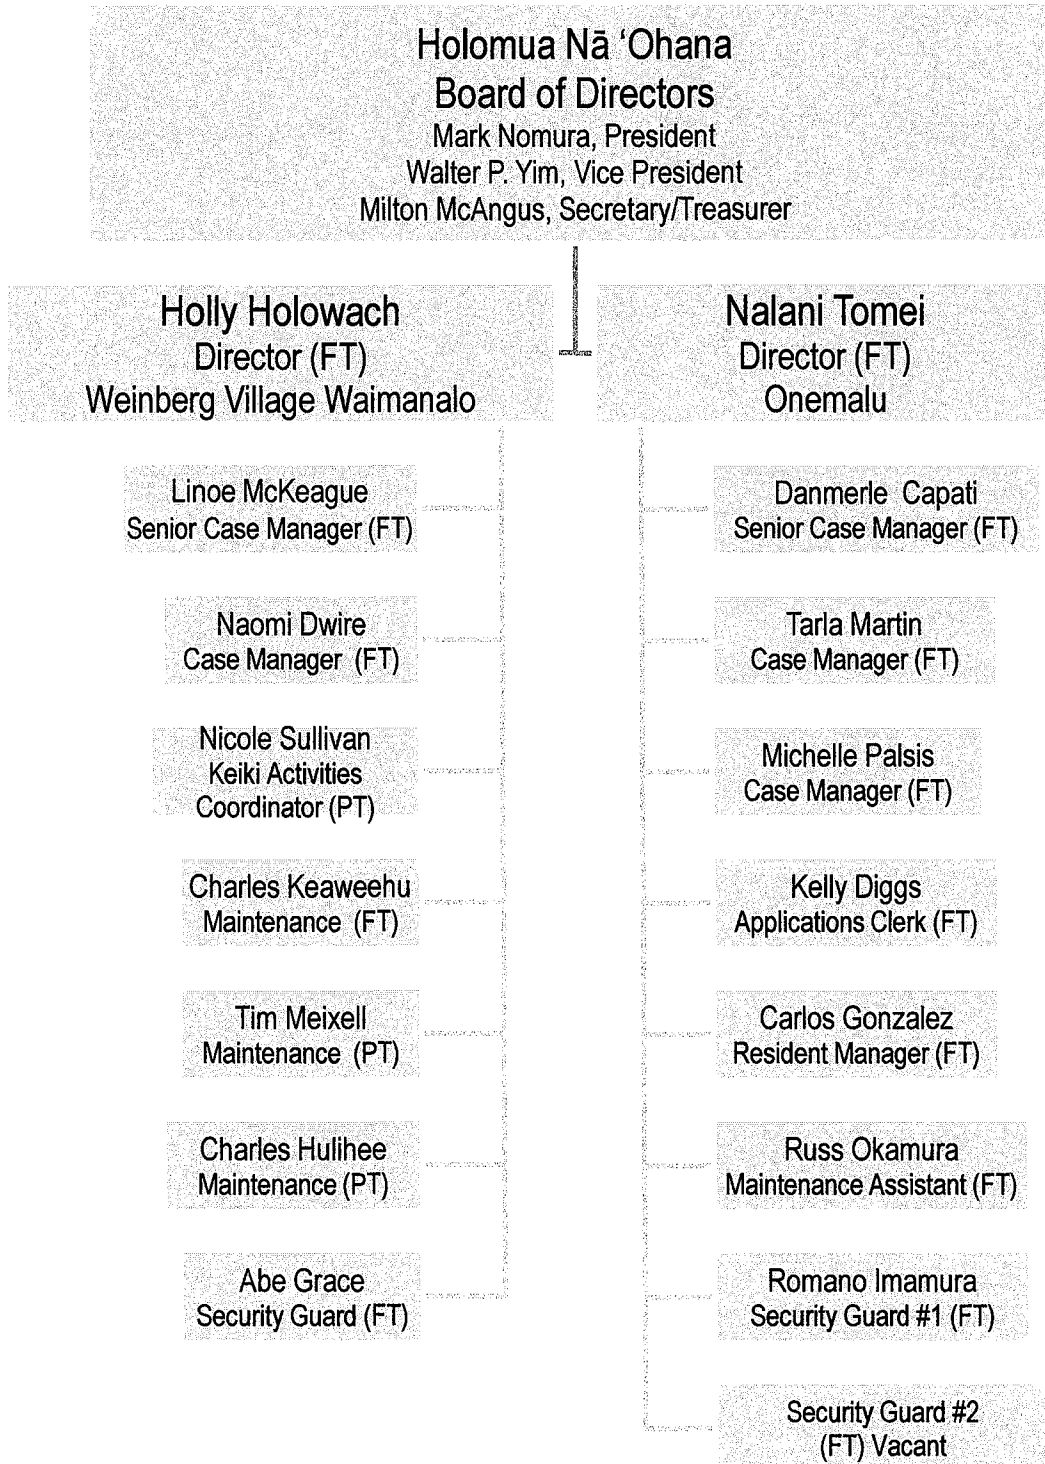 Holomua Nā ‘Ohana
Board of Directors
Mark Nomura, President
Walter P. Yim, Vice President
Milton McAngus, Secretary/Treasurer
Holly Holowach
Director (FT)
Weinberg Village Waimanalo
Nalani Tomei
Director (FT)
Onemalu
Linoe McKeague
Senior Case Manager (FT)
Naomi Dwire
Case Manager (FT)
Nicole Sullivan
Keiki Activities
Coordinator (PT)
Charles Keaweehu
Maintenance (FT)
Tim Meixell
Maintenance (PT)
Charles Hulihee
Maintenance (PT)
Abe Grace
Security Guard (FT)
Danmerle Capati
Senior Case Manager (FT)
Tarla Martin
Case Manager (FT)
Michelle Palsis
Case Manager (FT)
Kelly Diggs
Applications Clerk (FT)
Carlos Gonzalez
Resident Manager (FT)
Russ Okamura
Maintenance Assistant (FT)
Romano Imamura
Security Guard #1 (FT)
Security Guard #2
(FT) Vacant